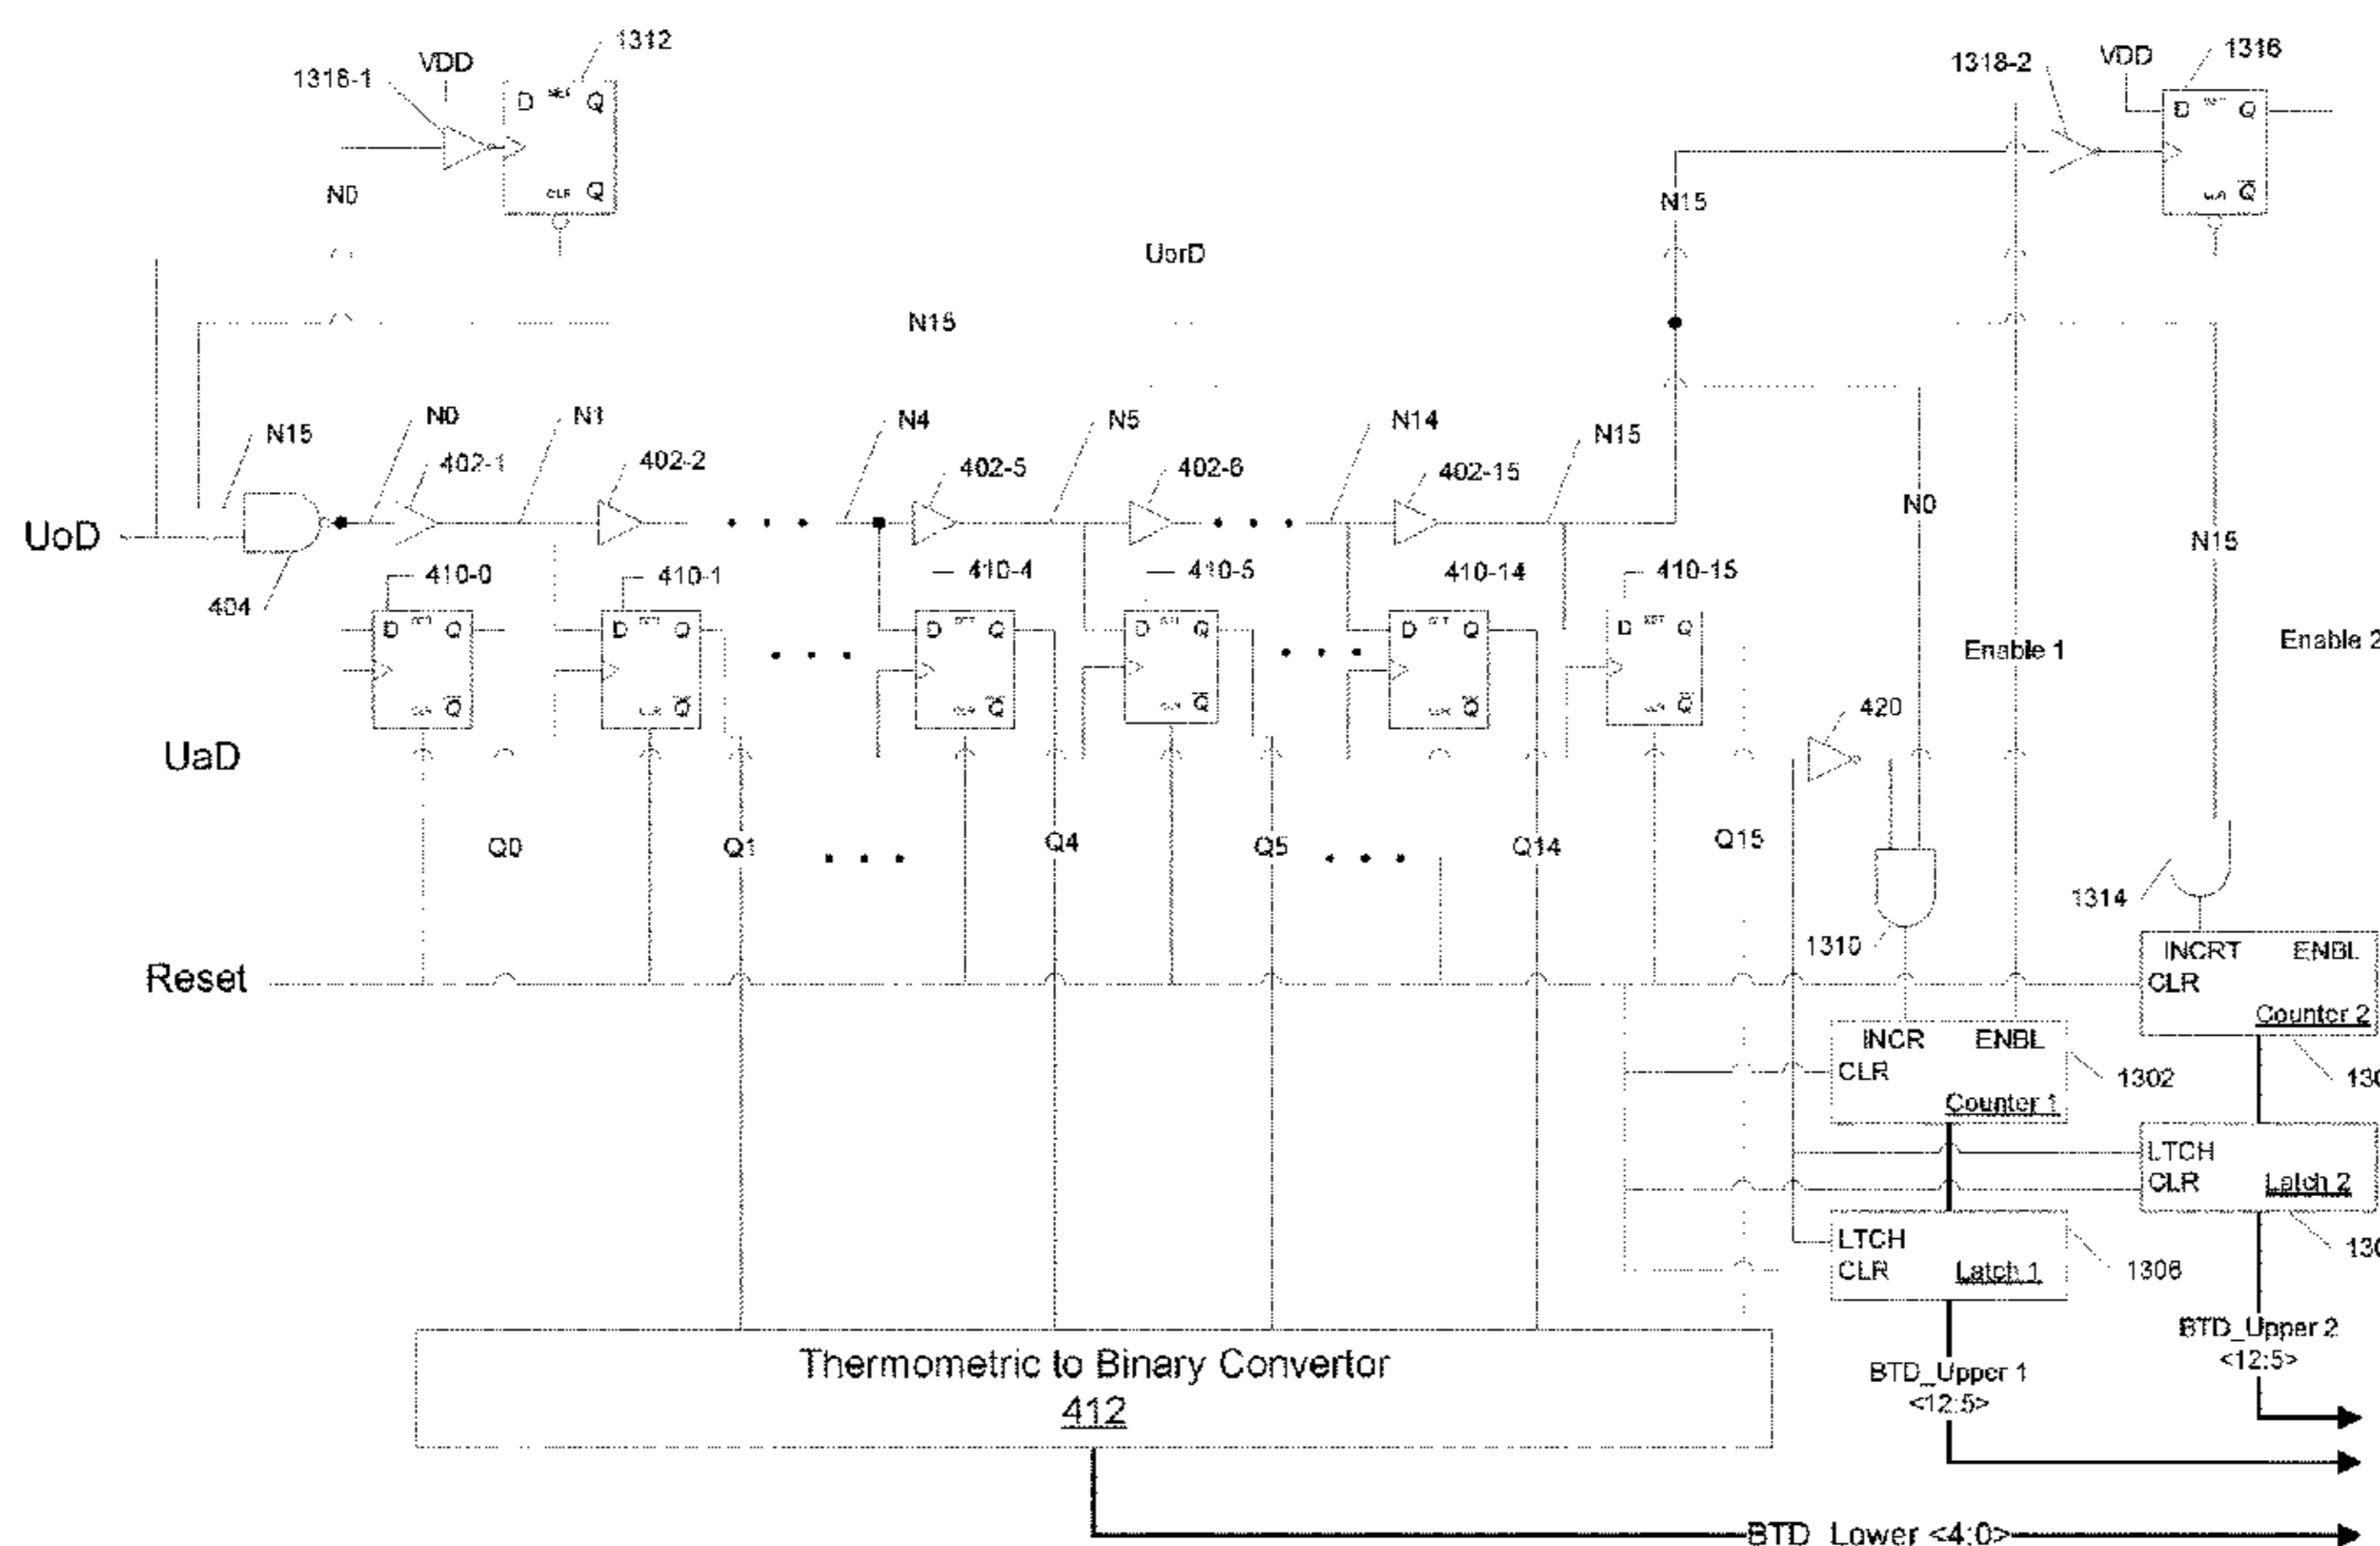 1312
1316
1318-2
VDD
VDD
1318-1
D Q
D Q
CLR Q
Q
N0
N15
UorD
N15
N0
N1
N4
N5
N14
N15
N15
402-1
402-2
402-5
402-6
402-15
N0
UoD
N15
404
410-0
410-1
410-4
410-5
410-14
410-15
D Q
D Q
D Q
D Q
D Q
D Q
Enable 1
Enable 2
Q
Q
Q
Q
Q
Q
420
UaD
Q0
Q1
Q4
Q5
Q14
Q15
1314
1310
INCRT ENBL
Reset
CLR
Counter 2
INCR ENBL
CLR
1302
130
Counter 1
LTCH
CLR
Latch 2
LTCH
CLR
Latch 1
1306
130
BTD_Upper 2
<12:5>
Thermometric to Binary Convertor
412
BTD_Upper 1
<12:5>
BTD_Lower <4:0>